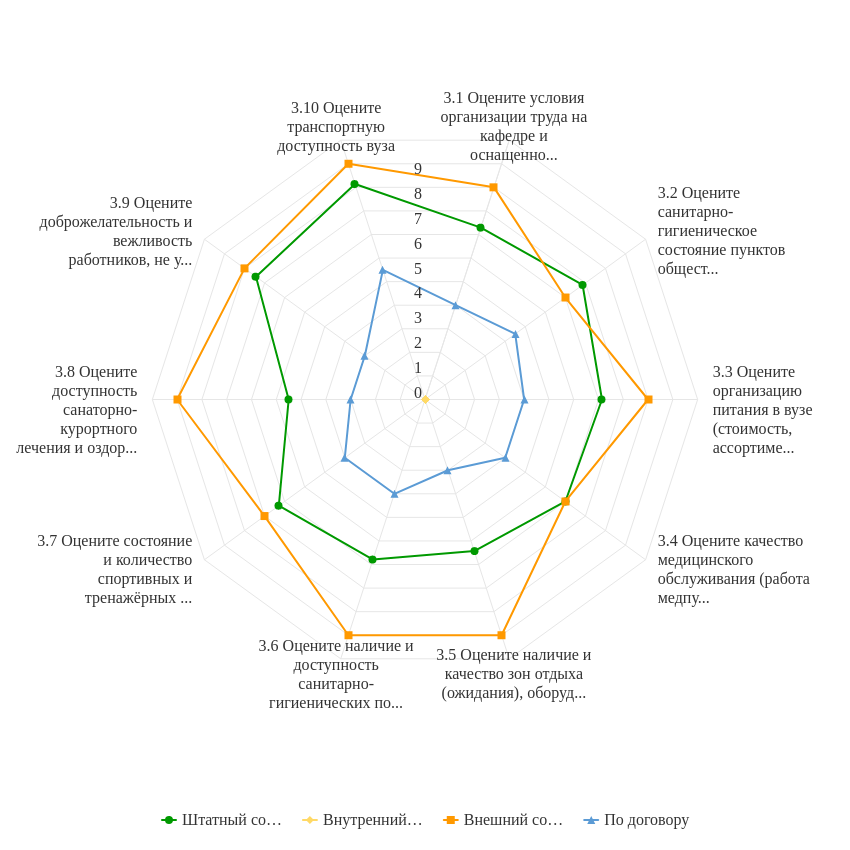 3.10 Оцените
транспортную
доступность вуза
3.1 Оцените условия
организации труда на
кафедре и
оснащенно...
3.2 Оцените
санитарно-
гигиеническое
состояние пунктов
общест...
3.3 Оцените
организацию
питания в вузе
(стоимость,
ассортиме...
3.4 Оцените качество
медицинского
обслуживания (работа
медпу...
3.5 Оцените наличие и
качество зон отдыха
(ожидания), оборуд...
3.6 Оцените наличие и
доступность
санитарно-
гигиенических по...
3.7 Оцените состояние
и количество
спортивных и
тренажёрных ...
3.8 Оцените
доступность
санаторно-
курортного
лечения и оздор...
3.9 Оцените
доброжелательность и
вежливость
работников, не у...
9
8
7
6
5
4
3
2
1
0
Штатный со… Внутренний… Внешний со… По договору